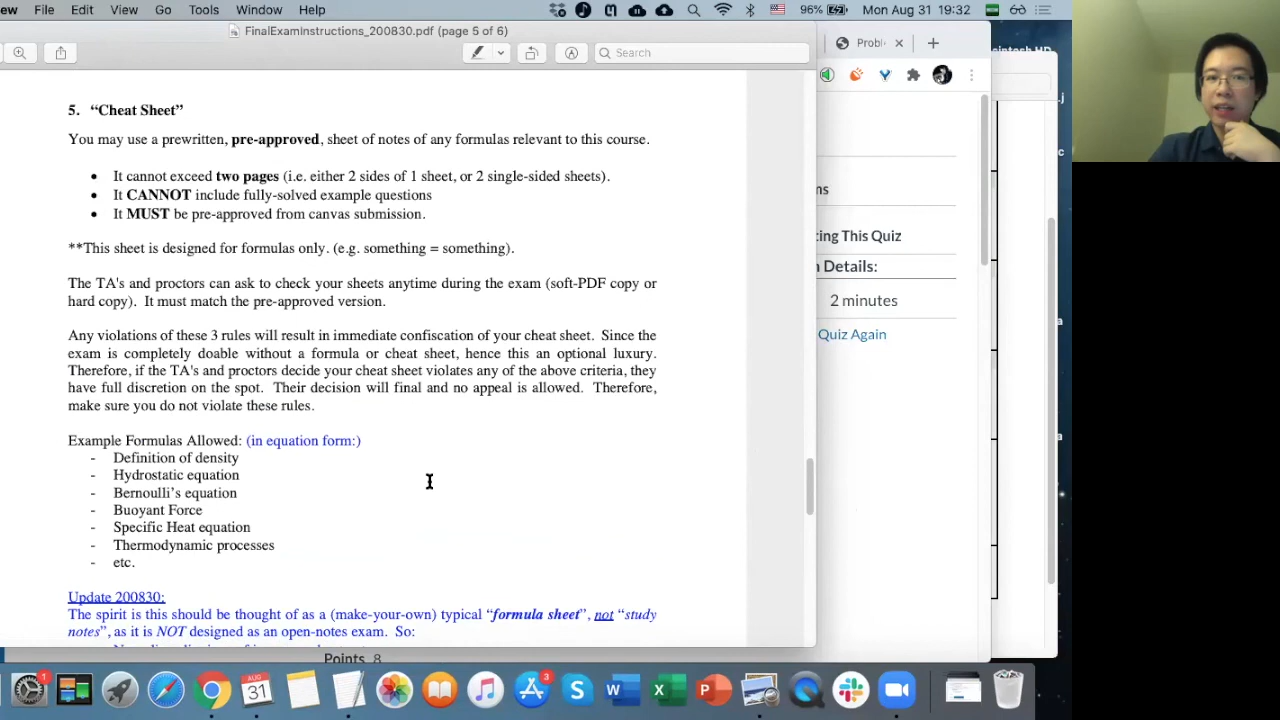 ew File Edit View Go Tools Window Help 96% Mon Aug 31 19:32
FinalExamInstructions_200830.pdf (page 5 of 6)
Search
Probl
intosh HD
5. “Cheat Sheet”
You may use a prewritten, pre-approved, sheet of notes of any formulas relevant to this course.
• It cannot exceed two pages (i.e. either 2 sides of 1 sheet, or 2 single-sided sheets).
• It CANNOT include fully-solved example questions
• It MUST be pre-approved from canvas submission.
**This sheet is designed for formulas only. (e.g. something = something).
The TA's and proctors can ask to check your sheets anytime during the exam (soft-PDF copy or
hard copy). It must match the pre-approved version.
Any violations of these 3 rules will result in immediate confiscation of your cheat sheet. Since the
exam is completely doable without a formula or cheat sheet, hence this an optional luxury.
Therefore, if the TA's and proctors decide your cheat sheet violates any of the above criteria, they
have full discretion on the spot. Their decision will final and no appeal is allowed. Therefore,
make sure you do not violate these rules.
Example Formulas Allowed: (in equation form:)
- Definition of density
- Hydrostatic equation
- Bernoulli’s equation
- Buoyant Force
- Specific Heat equation
- Thermodynamic processes
- etc.
Update 200830:
The spirit is this should be thought of as a (make-your-own) typical “formula sheet”, not “study
notes”, as it is NOT designed as an open-notes exam. So:
ns
ting This Quiz
n Details:
2 minutes
Quiz Again
Points 8
.j
c
a
a
1
AUG
31
3